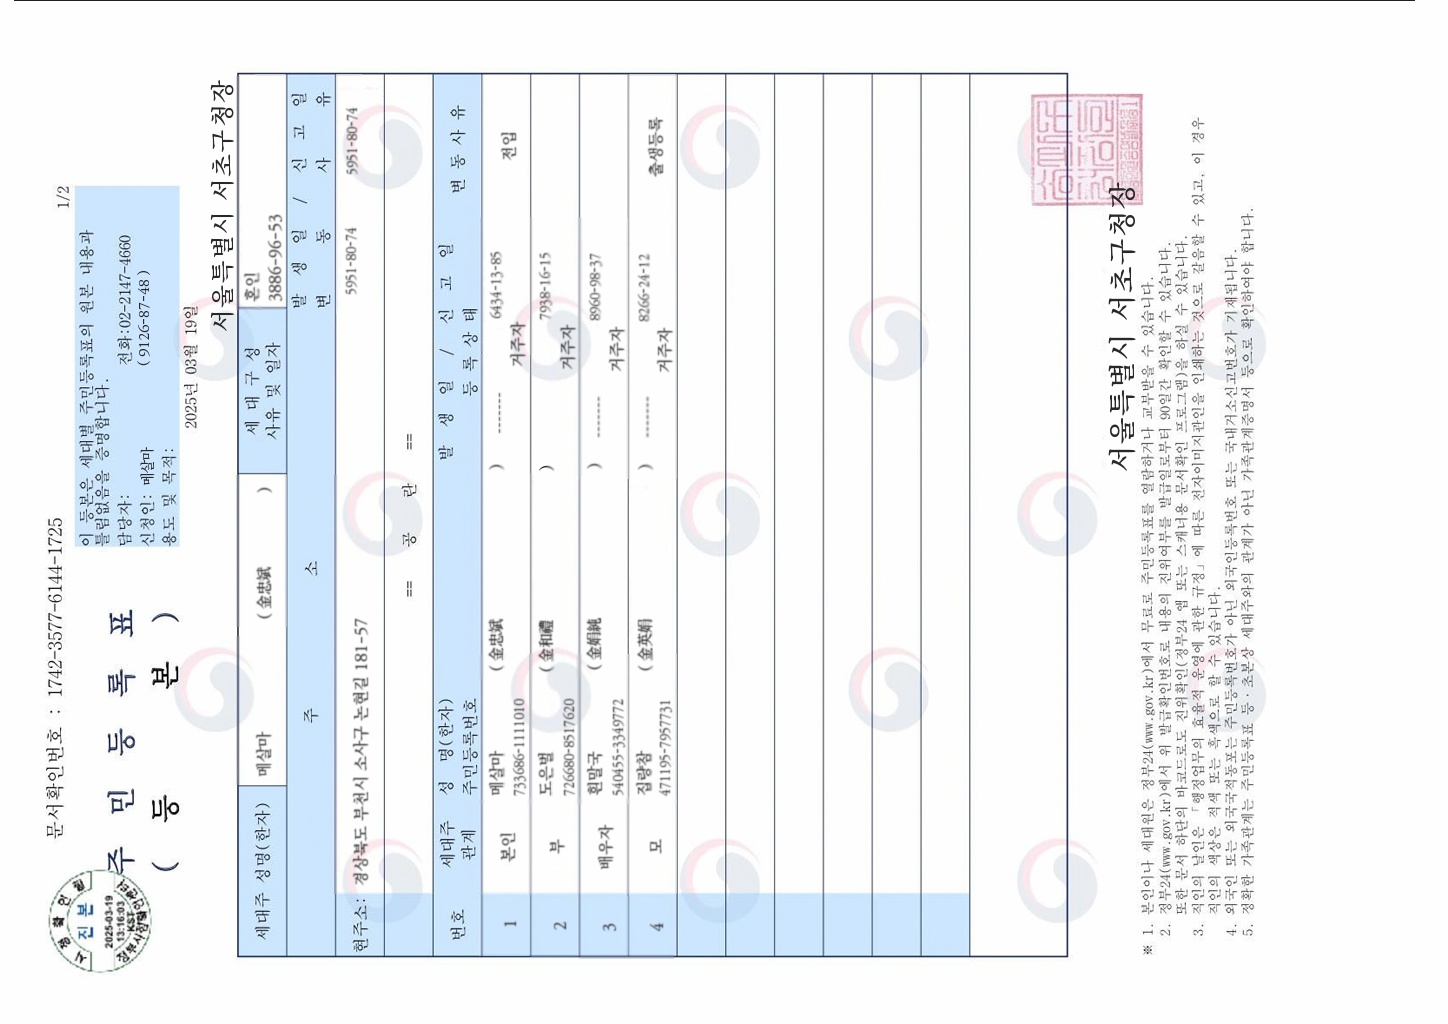 문서확인번호 : 1742-3577-6144-1725
1/2
주 민 등 록 표
( 등 본 )
이 등본은 세대별 주민등록표의 원본 내용과
틀림없음을 증명합니다.
담당자: 전화:02-2147-4660
신청인: 메살마 (9126-87-48)
용도 및 목적:
2025년 03월 19일
서울특별시 서초구청장
세대주 성명(한자) 메살마 (金忠斌 ) 세 대 구 성 혼인
사유 및 일자 3886-96-53
주 소 발 생 일 / 신 고 일
변 동 사 유
현주소: 경상북도 부천시 소사구 논현길 181-57 5951-80-74 5951-80-74
== 공 란 ==
번호 세대주 성 명(한자) 발 생 일 / 신 고 일 변 동 사 유
관계 주민등록번호 등 록 상 태
1 본인 메살마 (金忠斌 ) ------- 6434-13-85 전입
733686-1111010 거주자
2 부 도은벌 (金和禮 ) 7938-16-15
726680-8517620 거주자
3 배우자 흰말국 (金娟純 ) ------- 8960-98-37
540455-3349772 거주자
4 모 집량참 (金英娟 ) ------- 8266-24-12 출생등록
471195-7957731 거주자
서울특별시 서초구청장
※ 1. 본인이나 세대원은 정부24(www.gov.kr)에서 무료로 주민등록표를 열람하거나 교부받을 수 있습니다.
2. 정부24(www.gov.kr)에서 위 발급확인번호로 내용의 진위여부를 발급일로부터 90일간 확인할 수 있습니다.
또한 문서 하단의 바코드로도 진위확인(정부24 앱 또는 스캐너용 문서확인 프로그램)을 하실 수 있습니다.
3. 직인의 날인은 「행정업무의 효율적 운영에 관한 규정」에 따른 전자이미지관인을 인쇄하는 것으로 갈음할 수 있고, 이 경우
직인의 색상은 적색 또는 흑색으로 할 수 있습니다.
4. 외국인 또는 외국국적동포는 주민등록번호가 아닌 외국인등록번호 또는 국내거소신고번호가 기재됩니다.
5. 정확한 가족관계는 주민등록표 등·초본상 세대주와의 관계가 아닌 가족관계증명서 등으로 확인하여야 합니다.
시 점 확 인 필
진 본
2025-03-19
13:16:03
KST